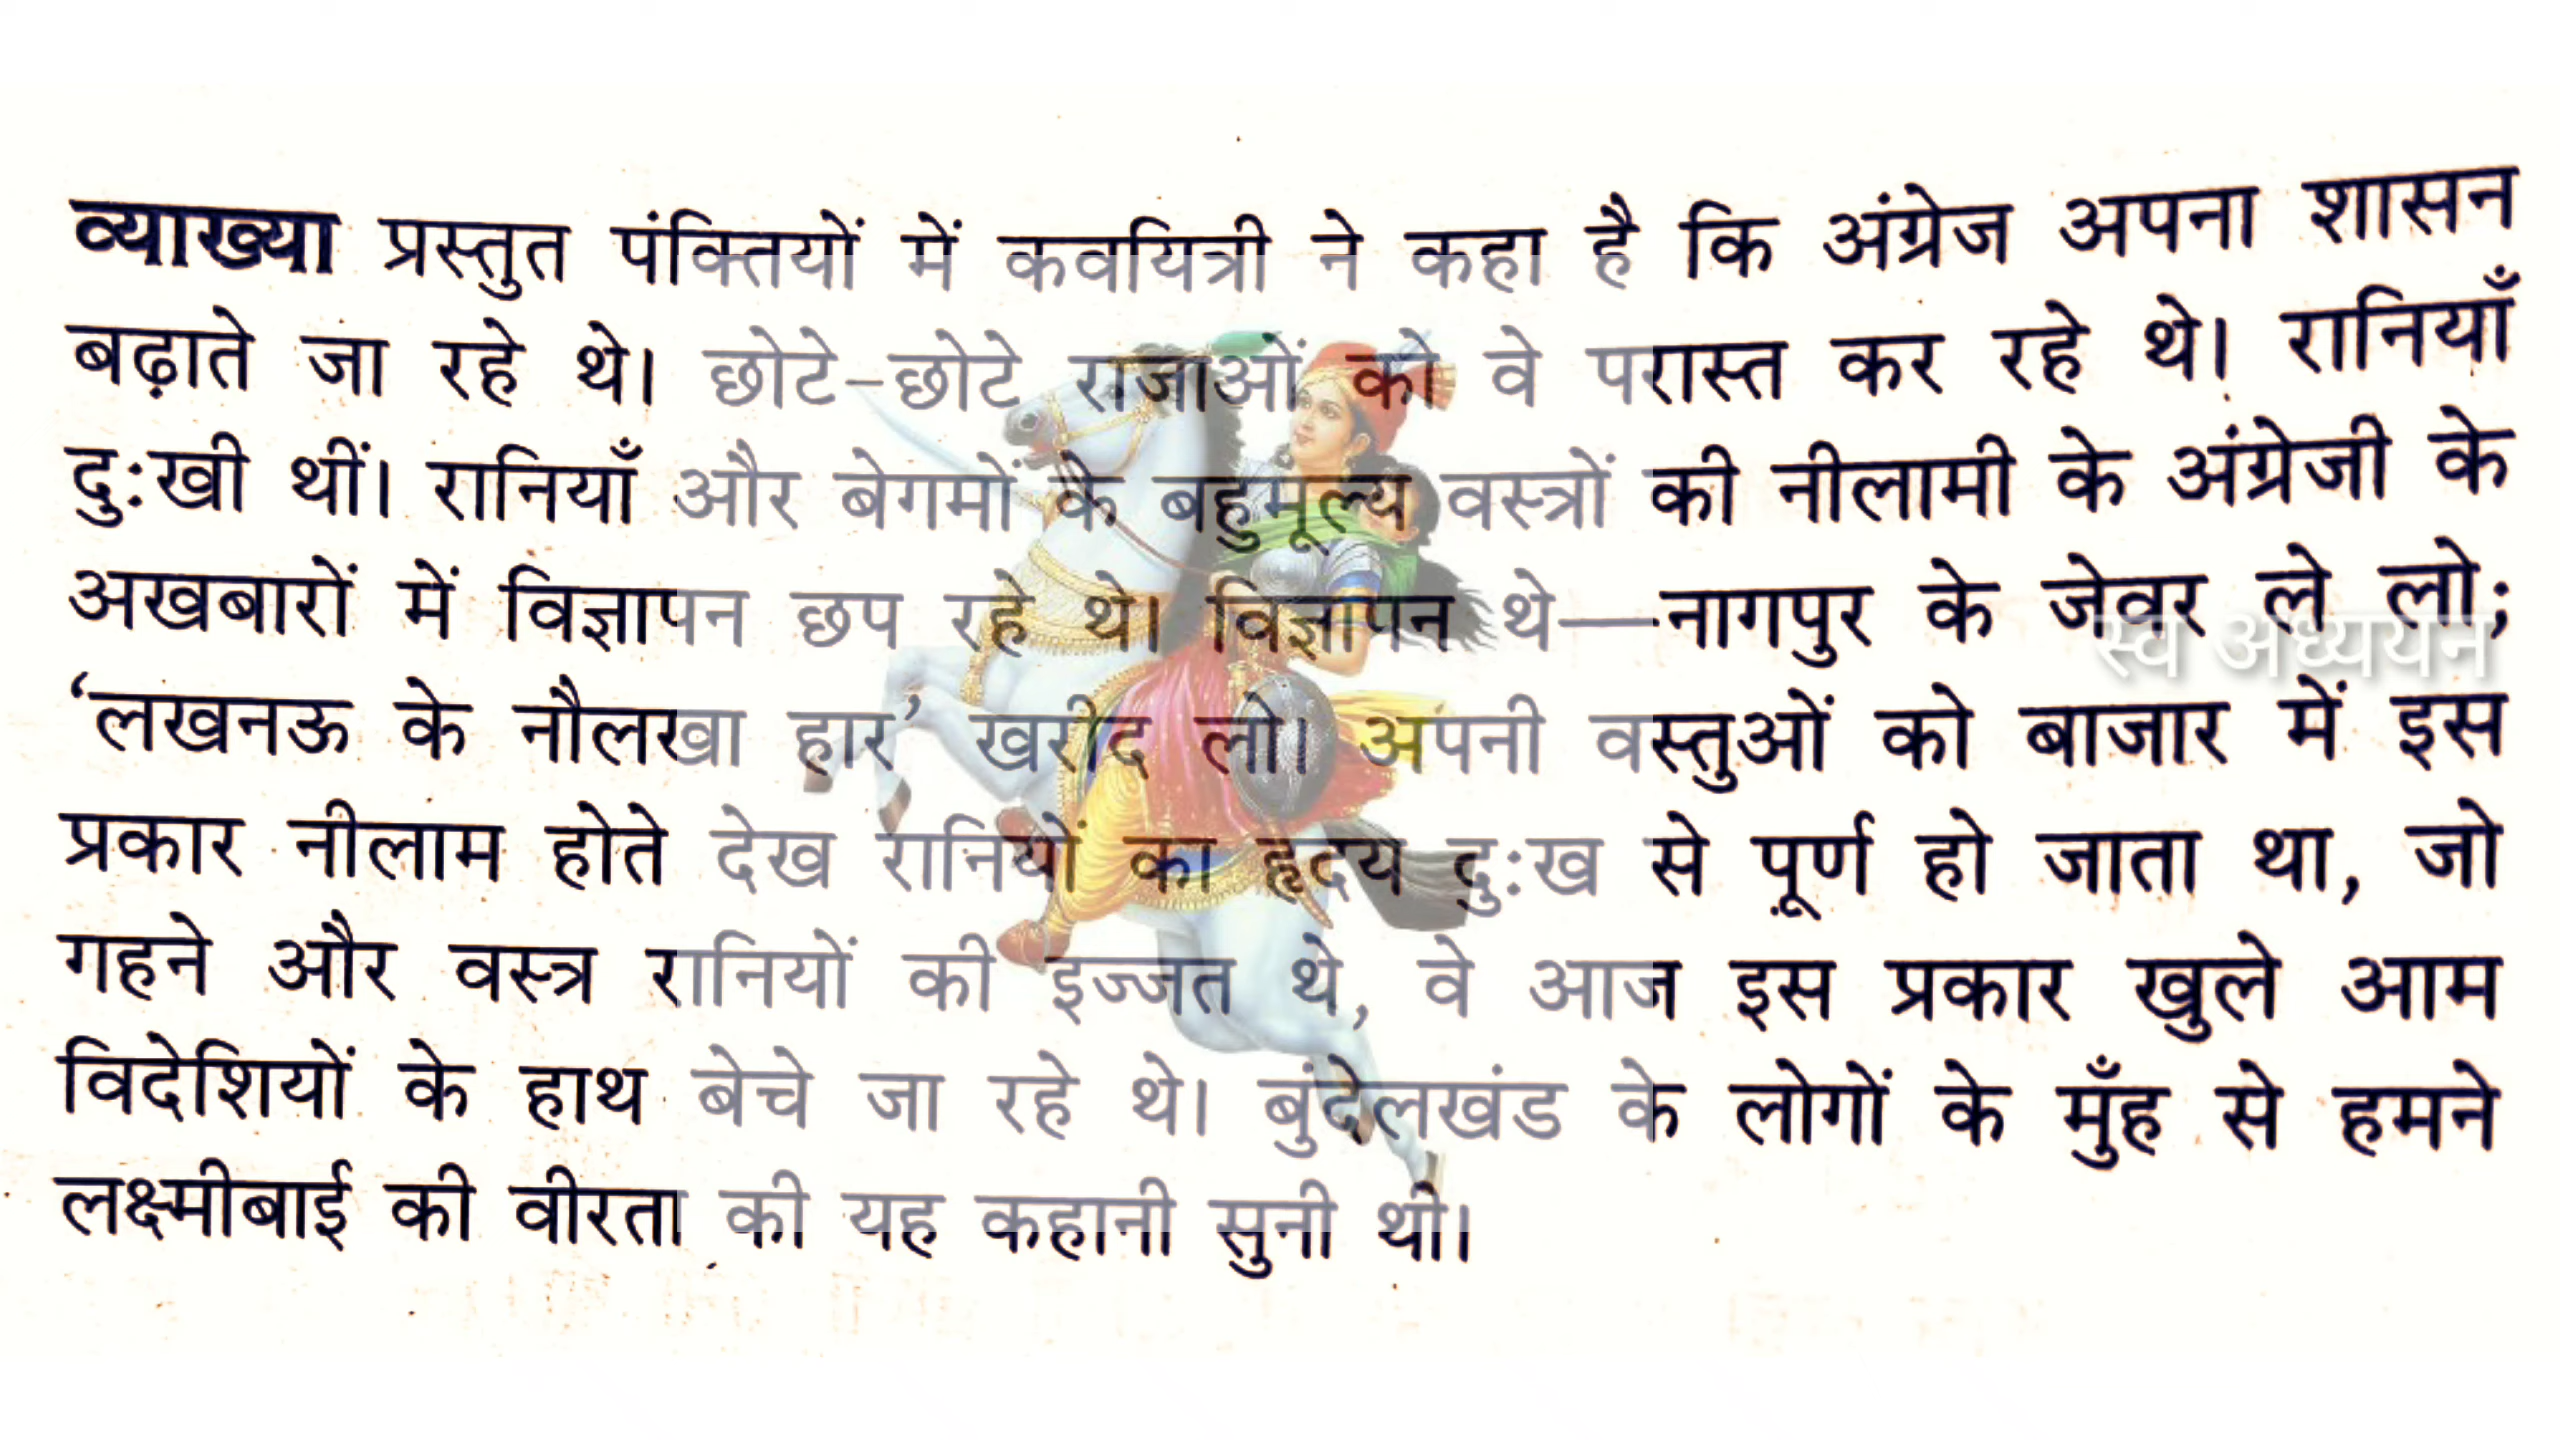 व्याख्या प्रस्तुत पंक्तियों में कवयित्री ने कहा है कि अंग्रेज अपना शासन
बढ़ाते जा रहे थे। छोटे-छोटे राजाओं को वे परास्त कर रहे थे। रानियाँ
दुःखी थीं। रानियाँ और बेगमों के बहुमूल्य वस्त्रों की नीलामी के अंग्रेजी के
अखबारों में विज्ञापन छप रहे थे। विज्ञापन थे—नागपुर के जेवर ले लो;
स्व अध्ययन
‘लखनऊ के नौलखा हार’ खरीद लो। अपनी वस्तुओं को बाजार में इस
प्रकार नीलाम होते देख रानियों का हृदय दुःख से पूर्ण हो जाता था, जो
गहने और वस्त्र रानियों की इज्जत थे, वे आज इस प्रकार खुले आम
विदेशियों के हाथ बेचे जा रहे थे। बुंदेलखंड के लोगों के मुँह से हमने
लक्ष्मीबाई की वीरता की यह कहानी सुनी थी।